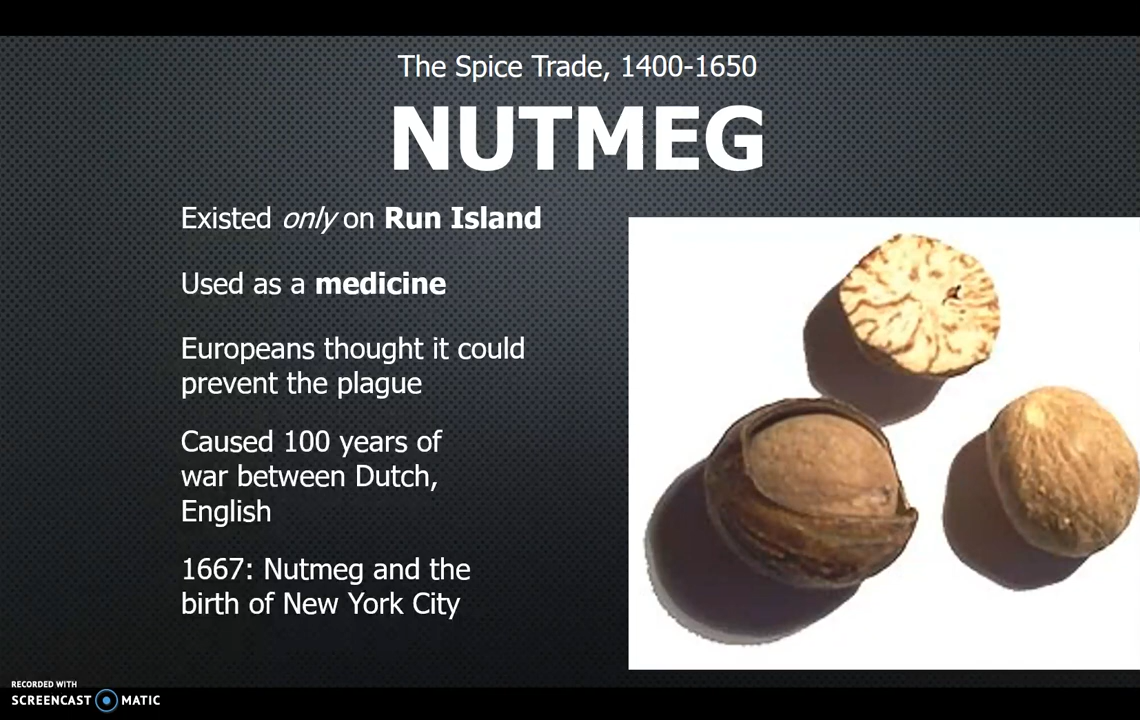 The Spice Trade, 1400-1650
NUTMEG
Existed only on Run Island
Used as a medicine
Europeans thought it could
prevent the plague
Caused 100 years of
war between Dutch,
English
1667: Nutmeg and the
birth of New York City
RECORDED WITH
SCREENCAST MATIC